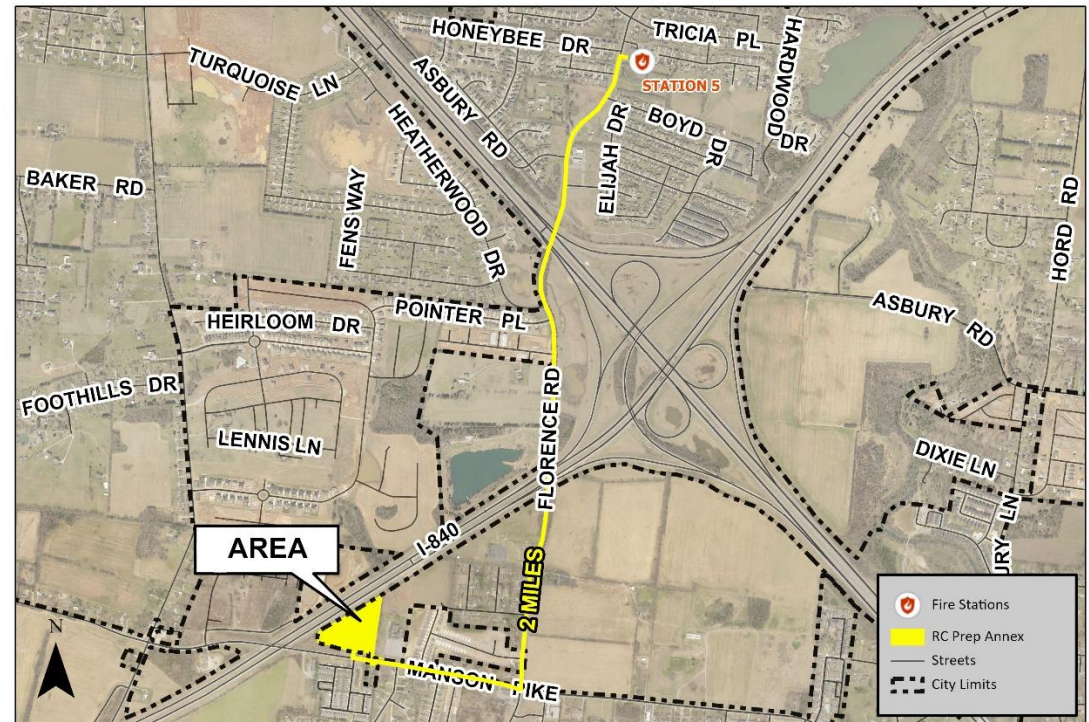 HONEYBEE DR
TRICIA PL
HARDWOOD DR
TURQUOISE LN
ASBURY RD
STATION 5
BOYD DR
ELIJAH DR
HEATHERWOOD DR
BAKER RD
FENS WAY
HORD RD
ASBURY RD
POINTER PL
HEIRLOOM DR
FOOTHILLS DR
FLORENCE RD
LENNIS LN
DIXIE LN
URY LN
I-840
AREA
2 MILES
MANSON PIKE
N
Fire Stations
RC Prep Annex
Streets
City Limits